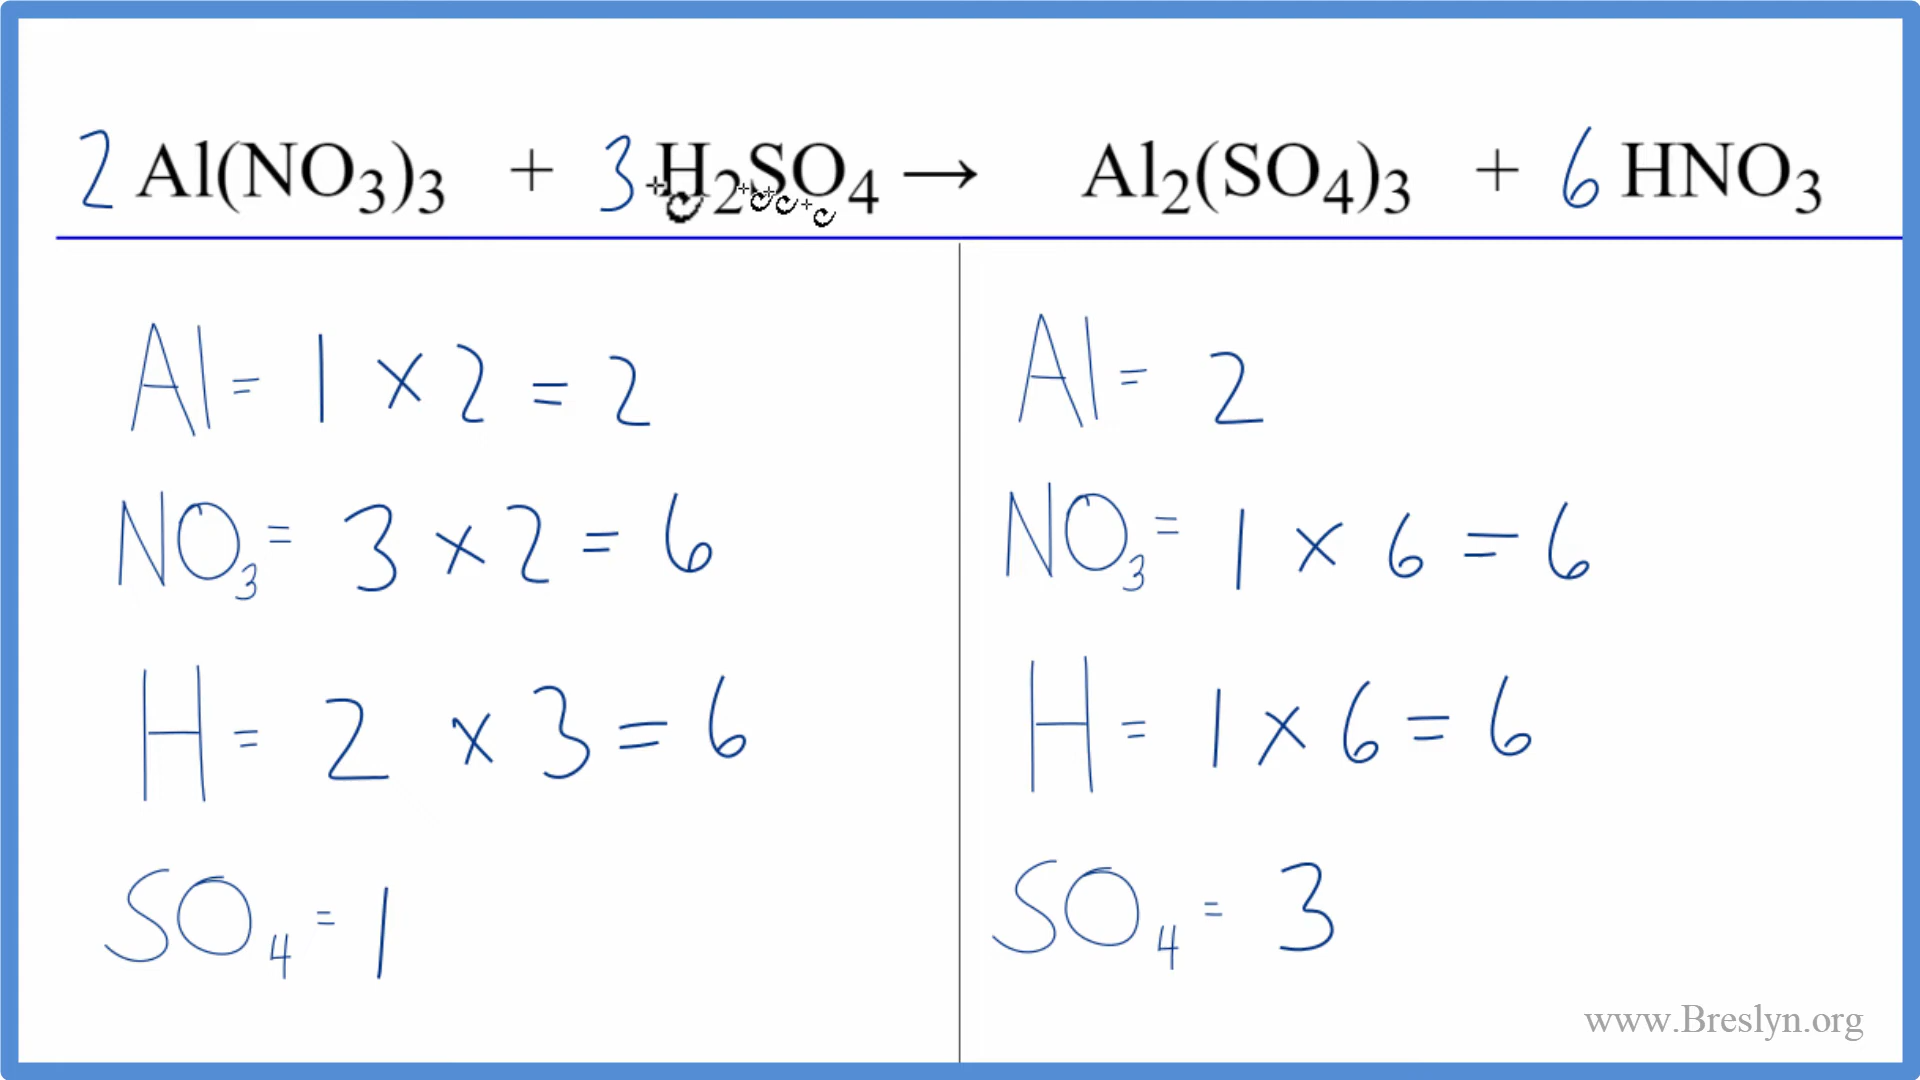 2 Al(NO₃)₃ + 3 H₂SO₄ → Al₂(SO₄)₃ + 6 HNO₃
Al = 1 × 2 = 2
NO₃ = 3 × 2 = 6
H = 2 × 3 = 6
SO₄ = 1
Al = 2
NO₃ = 1 × 6 = 6
H = 1 × 6 = 6
SO₄ = 3
www.Breslyn.org